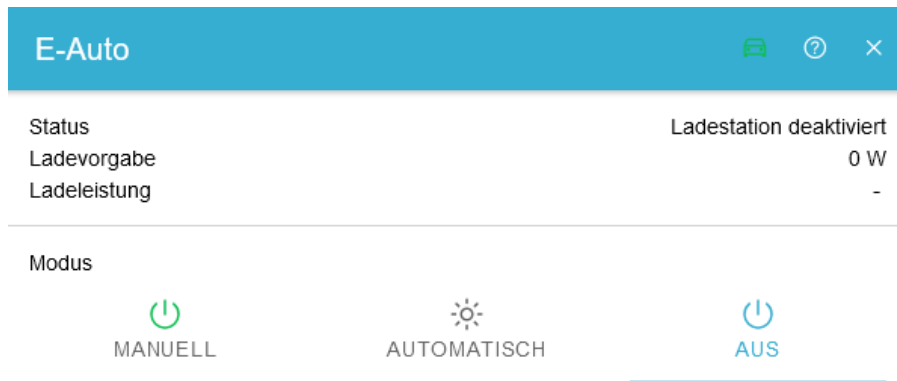 E-Auto
Status Ladestation deaktiviert
Ladevorgabe 0 W
Ladeleistung -
Modus
MANUELL AUTOMATISCH AUS